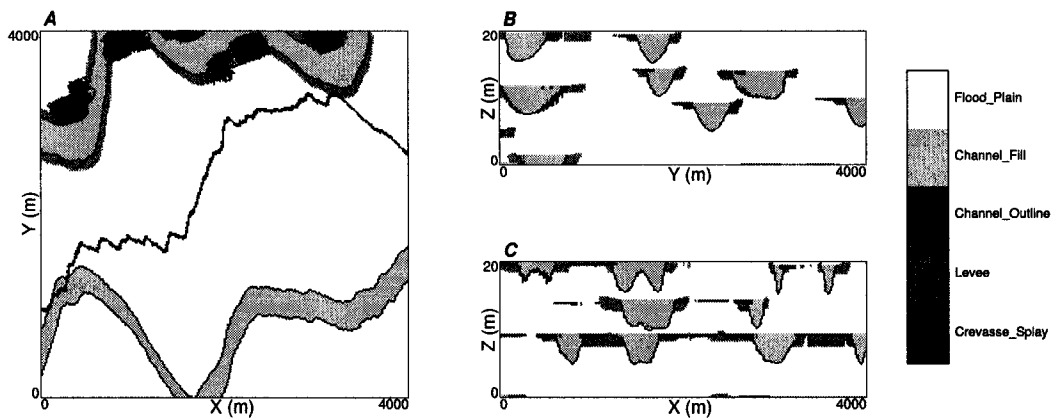 A
4000
Y (m)
0
0
X (m)
4000
B
20
Z (m)
0
0
Y (m)
4000
C
20
Z (m)
0
0
X (m)
4000
Flood_Plain
Channel_Fill
Channel_Outline
Levee
Crevasse_Splay